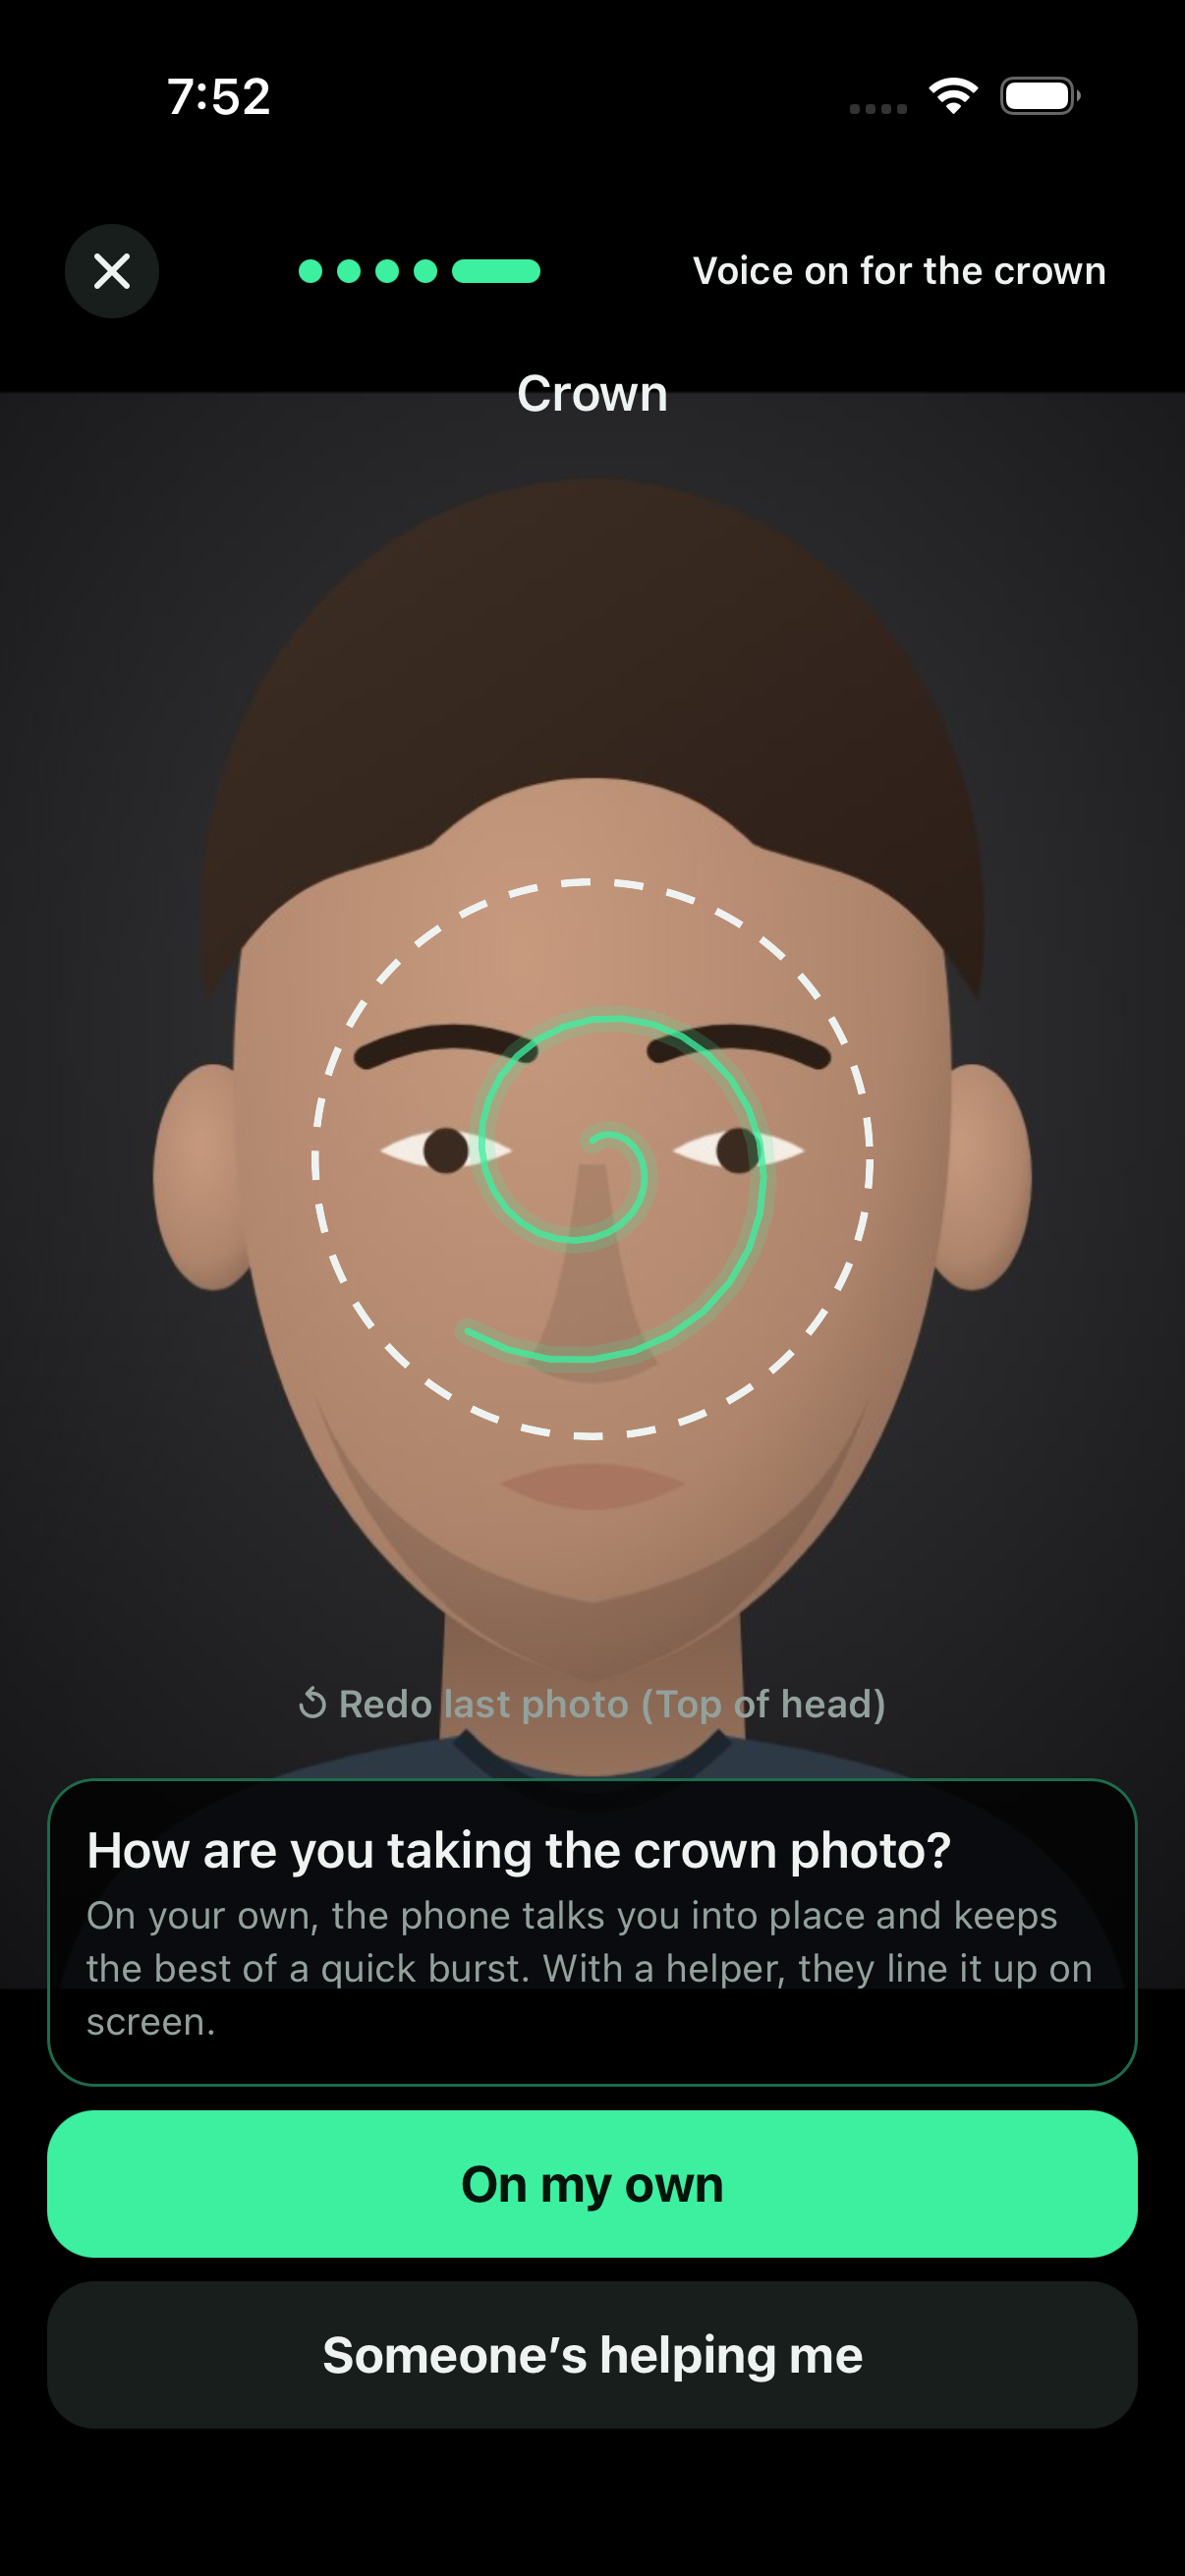 7:52
Voice on for the crown
Crown
Redo last photo (Top of head)
How are you taking the crown photo?
On your own, the phone talks you into place and keeps
the best of a quick burst. With a helper, they line it up on
screen.
On my own
Someone’s helping me